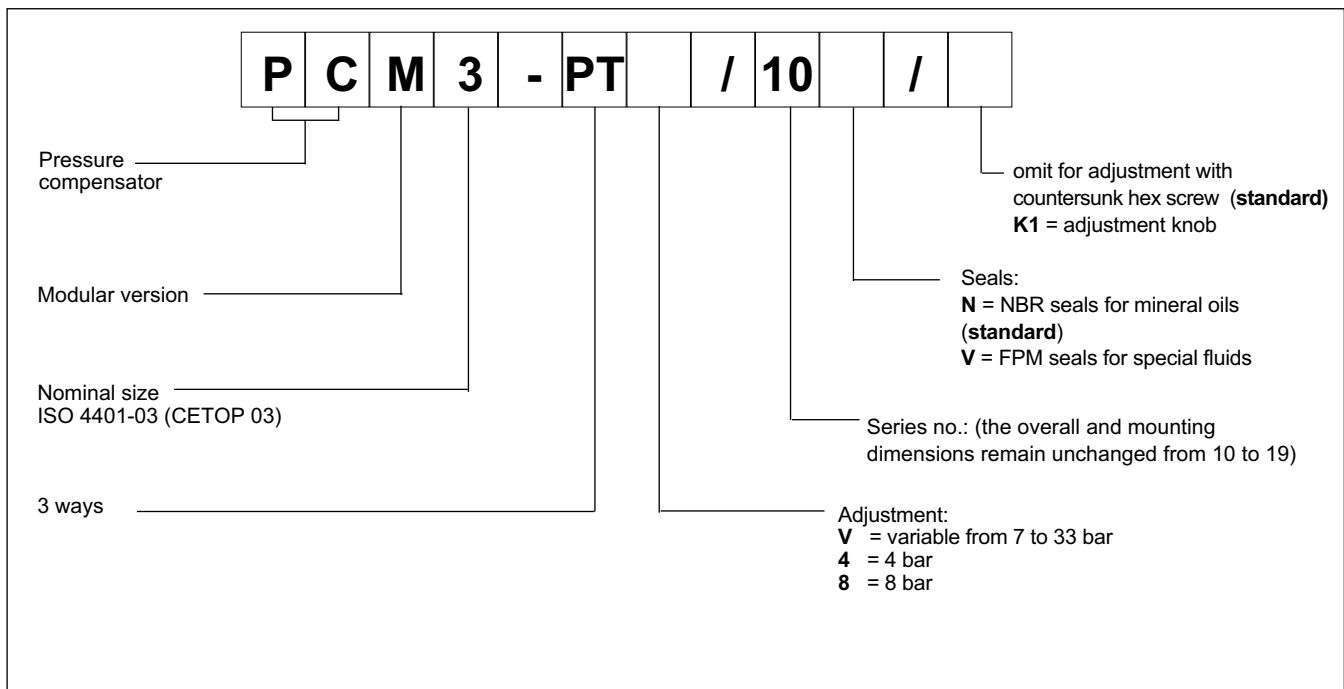 P C M 3 - PT / 10 /
Pressure
compensator
Modular version
Nominal size
ISO 4401-03 (CETOP 03)
3 ways
omit for adjustment with
countersunk hex screw (standard)
K1 = adjustment knob
Seals:
N = NBR seals for mineral oils
(standard)
V = FPM seals for special fluids
Series no.: (the overall and mounting
dimensions remain unchanged from 10 to 19)
Adjustment:
V = variable from 7 to 33 bar
4 = 4 bar
8 = 8 bar